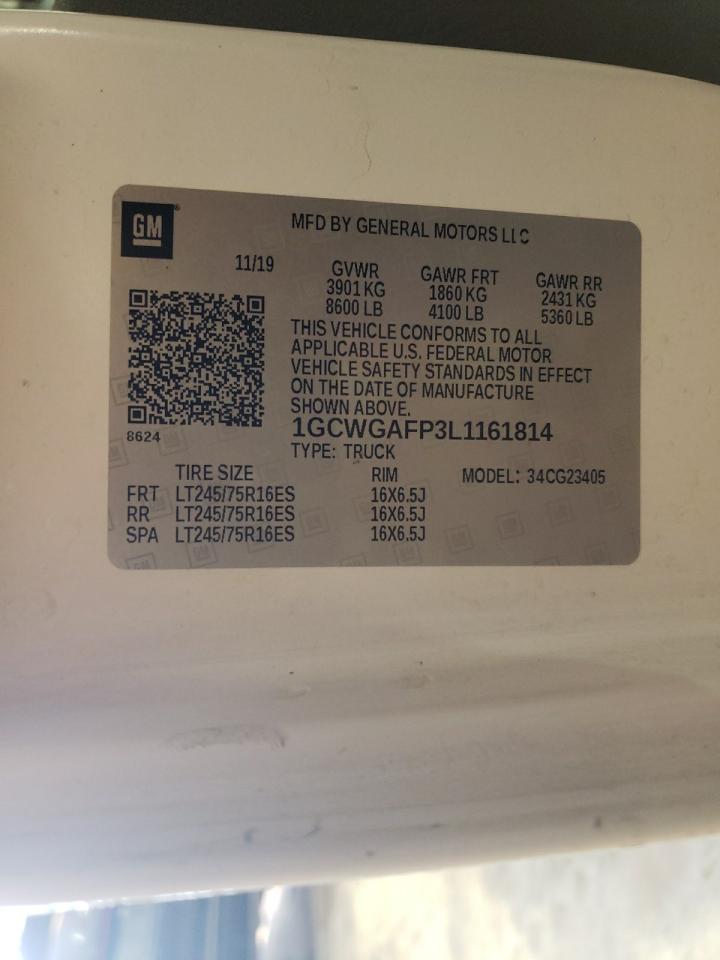 GM
MFD BY GENERAL MOTORS LLC
11/19
GVWR GAWR FRT GAWR RR
3901 KG 1860 KG 2431 KG
8600 LB 4100 LB 5360 LB
THIS VEHICLE CONFORMS TO ALL
APPLICABLE U.S. FEDERAL MOTOR
VEHICLE SAFETY STANDARDS IN EFFECT
ON THE DATE OF MANUFACTURE
SHOWN ABOVE.
8624
1GCWGAFP3L1161814
TYPE: TRUCK
TIRE SIZE RIM MODEL: 34CG23405
FRT LT245/75R16ES 16X6.5J
RR LT245/75R16ES 16X6.5J
SPA LT245/75R16ES 16X6.5J